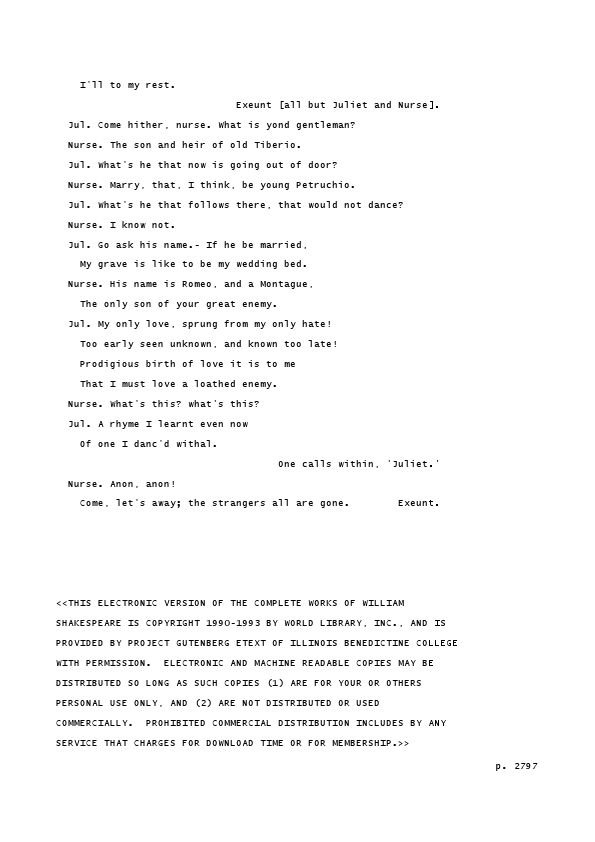 I'll to my rest.
Exeunt [all but Juliet and Nurse].
Jul. Come hither, nurse. What is yond gentleman?
Nurse. The son and heir of old Tiberio.
Jul. What's he that now is going out of door?
Nurse. Marry, that, I think, be young Petruchio.
Jul. What's he that follows there, that would not dance?
Nurse. I know not.
Jul. Go ask his name.- If he be married,
My grave is like to be my wedding bed.
Nurse. His name is Romeo, and a Montague,
The only son of your great enemy.
Jul. My only love, sprung from my only hate!
Too early seen unknown, and known too late!
Prodigious birth of love it is to me
That I must love a loathed enemy.
Nurse. What's this? what's this?
Jul. A rhyme I learnt even now
Of one I danc'd withal.
One calls within, 'Juliet.'
Nurse. Anon, anon!
Come, let's away; the strangers all are gone. Exeunt.
<<THIS ELECTRONIC VERSION OF THE COMPLETE WORKS OF WILLIAM
SHAKESPEARE IS COPYRIGHT 1990-1993 BY WORLD LIBRARY, INC., AND IS
PROVIDED BY PROJECT GUTENBERG ETEXT OF ILLINOIS BENEDICTINE COLLEGE
WITH PERMISSION.  ELECTRONIC AND MACHINE READABLE COPIES MAY BE
DISTRIBUTED SO LONG AS SUCH COPIES (1) ARE FOR YOUR OR OTHERS
PERSONAL USE ONLY, AND (2) ARE NOT DISTRIBUTED OR USED
COMMERCIALLY.  PROHIBITED COMMERCIAL DISTRIBUTION INCLUDES BY ANY
SERVICE THAT CHARGES FOR DOWNLOAD TIME OR FOR MEMBERSHIP.>>
p. 2797